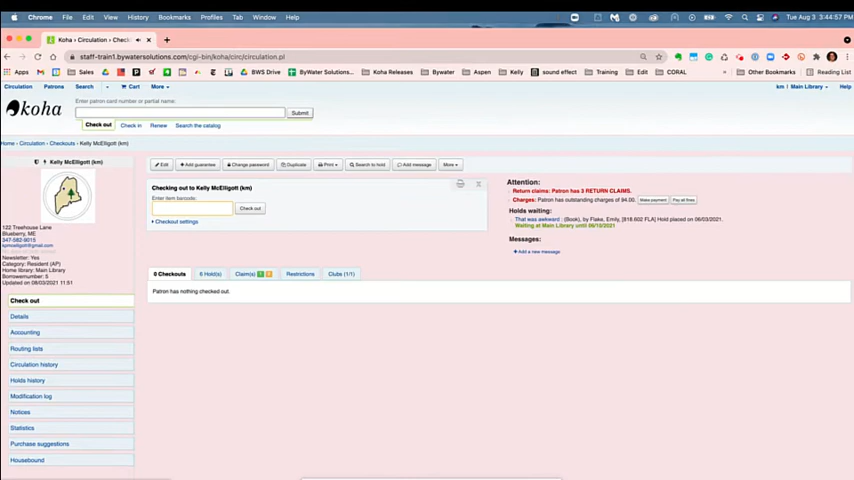 Chrome File Edit View History Bookmarks Profiles Tab Window Help Tue Aug 3 3:44:57 PM
Koha › Circulation › Check
staff-train1.bywatersolutions.com/cgi-bin/koha/circ/circulation.pl
Apps Sales BWS Drive ByWater Solutions... Koha Releases Bywater Aspen Kelly sound effect Training Edit CORAL Other Bookmarks Reading List
Circulation Patrons Search Cart More km | Main Library
koha
Enter patron card number or partial name:
Submit
Check out Check in Renew Search the catalog
Home › Circulation › Checkouts › Kelly McElligott (km)
Kelly McElligott (km)
122 Treehouse Lane
Blueberry, ME
347-582-9015
Newsletter: Yes
Category: Resident (AP)
Home library: Main Library
Borrowernumber: 5
Updated on 08/03/2021 11:51
Check out
Details
Accounting
Routing lists
Circulation history
Holds history
Modification log
Notices
Statistics
Purchase suggestions
Housebound
Edit Add guarantee Change password Duplicate Print Search to hold Add message More
Checking out to Kelly McElligott (km)
Enter item barcode:
Check out
Checkout settings
Attention:
Return claims: Patron has 3 RETURN CLAIMS.
Charges: Patron has outstanding charges of 94.00. Make payment Pay all fines
Holds waiting:
That was awkward : (Book), by Flake, Emily, [818.602 FLA] Hold placed on 08/03/2021.
Waiting at Main Library until 08/10/2021
Messages:
Add a new message
0 Checkouts 6 Hold(s) Claim(s) Restrictions Clubs (1/1)
Patron has nothing checked out.